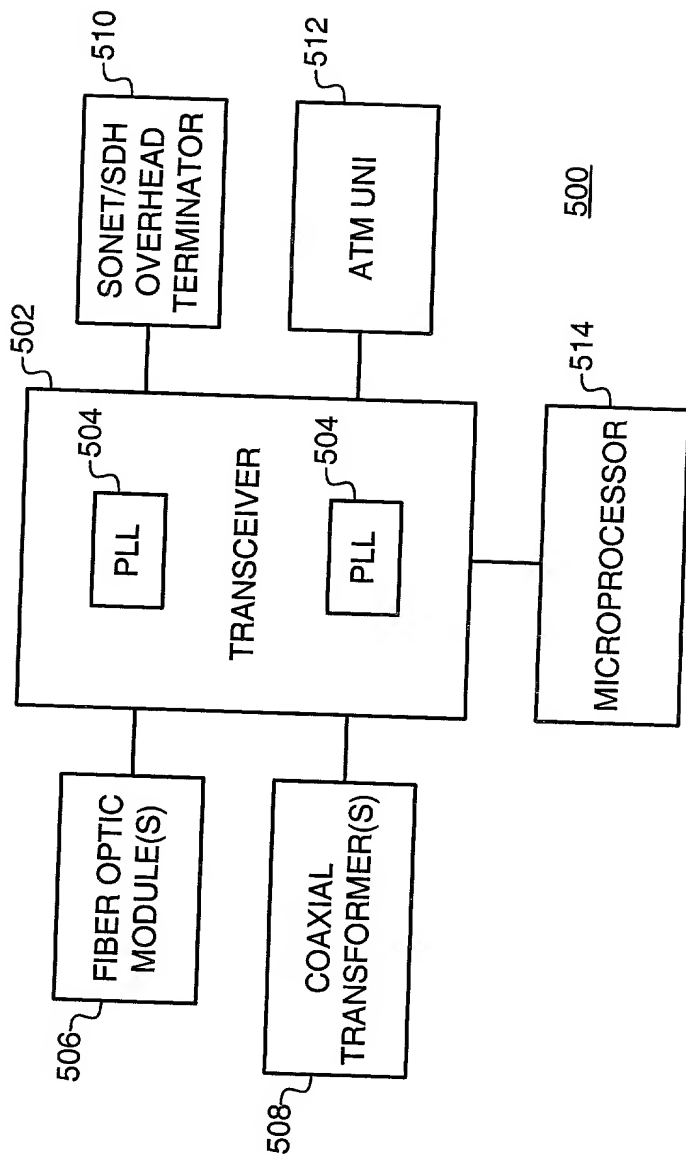 510
SONET/SDH
OVERHEAD
TERMINATOR
512
ATM UNI
500
502
504
PLL
TRANSCEIVER
504
PLL
514
MICROPROCESSOR
FIBER OPTIC
MODULE(S)
506
COAXIAL
TRANSFORMER(S)
508